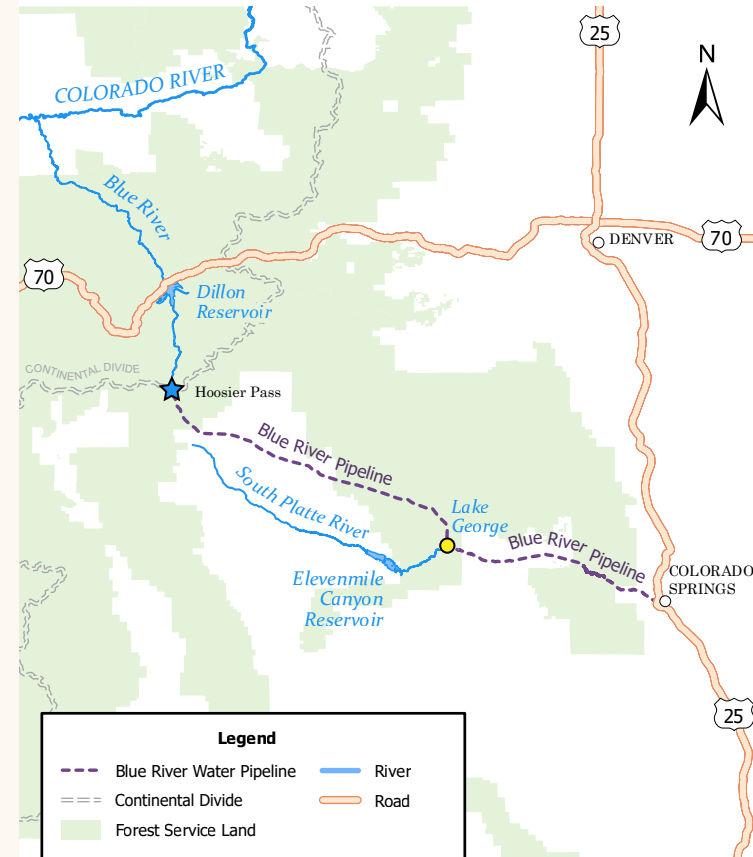 25
N
COLORADO RIVER
Blue River
DENVER
70
70
Dillon
Reservoir
CONTINENTAL DIVIDE
Hoosier Pass
Blue River Pipeline
South Platte River
Lake
George
Blue River Pipeline
Elevenmile
Canyon
Reservoir
COLORADO
SPRINGS
25
Legend
Blue River Water Pipeline
River
Continental Divide
Road
Forest Service Land